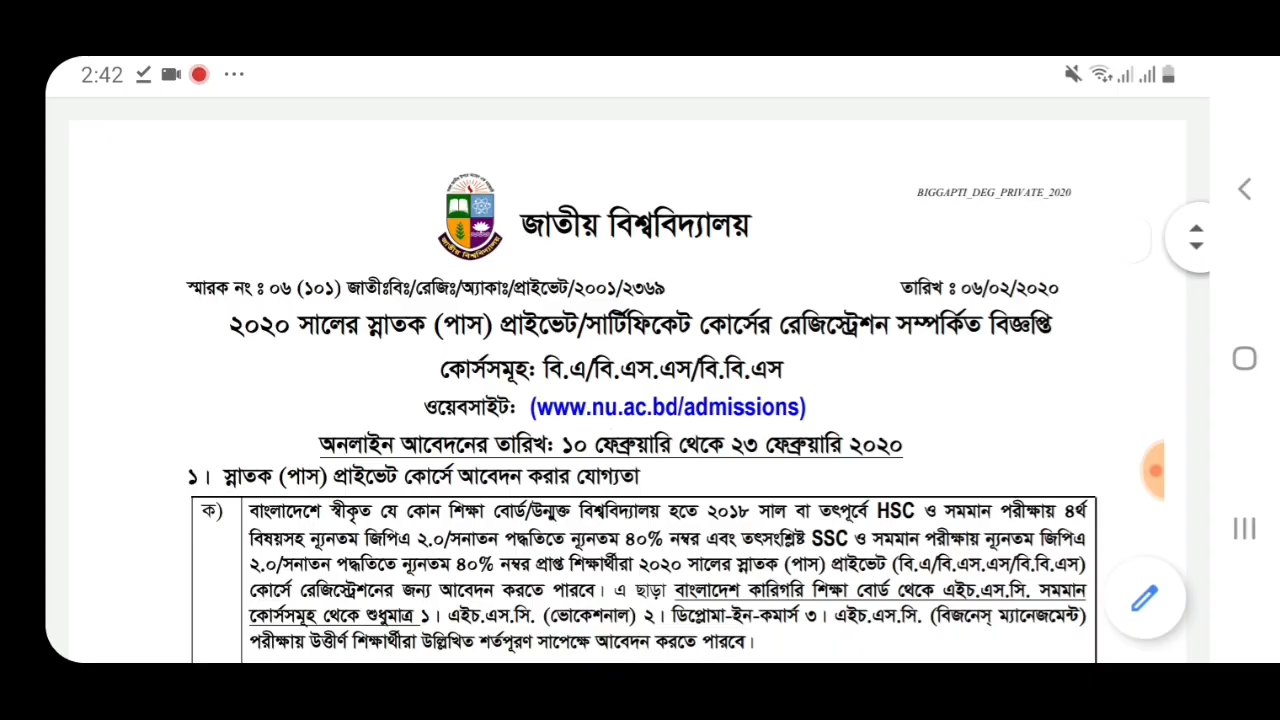 2:42
BIGGAPTI_DEG_PRIVATE_2020
জাতীয় বিশ্ববিদ্যালয়
স্মারক নং ঃ ০৬ (১০১) জাতীঃবিঃ/রেজিঃ/অ্যাকাঃ/প্রাইভেট/২০০১/২৩৬৯ তারিখ ঃ ০৬/০২/২০২০
২০২০ সালের স্নাতক (পাস) প্রাইভেট/সার্টিফিকেট কোর্সের রেজিস্ট্রেশন সম্পর্কিত বিজ্ঞপ্তি
কোর্সসমূহ: বি.এ/বি.এস.এস/বি.বি.এস
ওয়েবসাইট: (www.nu.ac.bd/admissions)
অনলাইন আবেদনের তারিখ: ১০ ফেব্রুয়ারি থেকে ২৩ ফেব্রুয়ারি ২০২০
১। স্নাতক (পাস) প্রাইভেট কোর্সে আবেদন করার যোগ্যতা
ক) বাংলাদেশে স্বীকৃত যে কোন শিক্ষা বোর্ড/উন্মুক্ত বিশ্ববিদ্যালয় হতে ২০১৮ সাল বা তৎপূর্বে HSC ও সমমান পরীক্ষায় ৪র্থ
বিষয়সহ ন্যূনতম জিপিএ ২.০/সনাতন পদ্ধতিতে ন্যূনতম ৪০% নম্বর এবং তৎসংশ্লিষ্ট SSC ও সমমান পরীক্ষায় ন্যূনতম জিপিএ
২.০/সনাতন পদ্ধতিতে ন্যূনতম ৪০% নম্বর প্রাপ্ত শিক্ষার্থীরা ২০২০ সালের স্নাতক (পাস) প্রাইভেট (বি.এ/বি.এস.এস/বি.বি.এস)
কোর্সে রেজিস্ট্রেশনের জন্য আবেদন করতে পারবে। এ ছাড়া বাংলাদেশ কারিগরি শিক্ষা বোর্ড থেকে এইচ.এস.সি. সমমান
কোর্সসমূহ থেকে শুধুমাত্র ১। এইচ.এস.সি. (ভোকেশনাল) ২। ডিপ্লোমা-ইন-কমার্স ৩। এইচ.এস.সি. (বিজনেস্ ম্যানেজমেন্ট)
পরীক্ষায় উত্তীর্ণ শিক্ষার্থীরা উল্লিখিত শর্তপূরণ সাপেক্ষে আবেদন করতে পারবে।